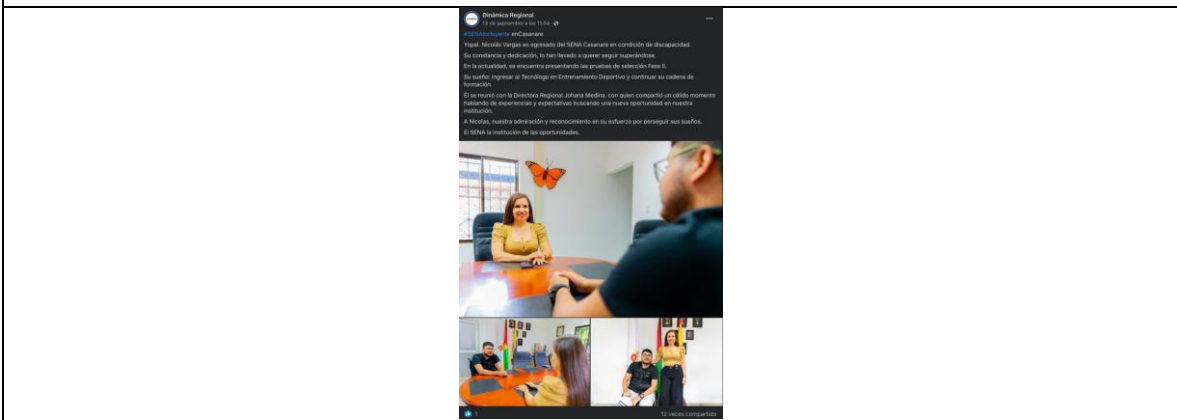 Dinámica Regional
13 de septiembre a las 11:54
#SENAIncluyente enCasanare
Yopal. Nicolás Vargas es egresado del SENA Casanare en condición de discapacidad.
Su constancia y dedicación, lo han llevado a querer seguir superándose.
En la actualidad, se encuentra presentando las pruebas de selección Fase II.
Su sueño: ingresar al Tecnólogo en Entrenamiento Deportivo y continuar su cadena de
formación.
Él se reunió con la Directora Regional Johana Medina, con quien compartió un cálido momento
hablando de experiencias y expectativas buscando una nueva oportunidad en nuestra
institución.
A Nicolas, nuestra admiración y reconocimiento en su esfuerzo por perseguir sus sueños.
El SENA la institución de las oportunidades.
1
12 veces compartido